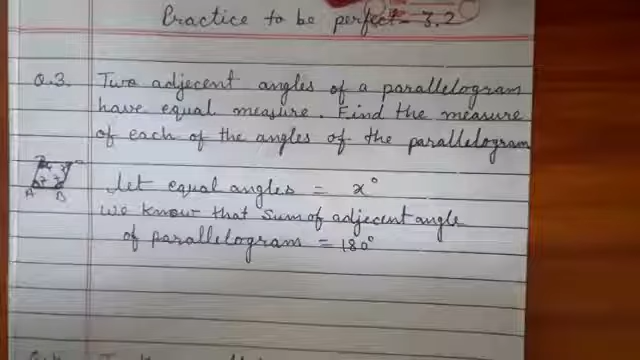 Practice to be perfect - 3.2
Q.3. Two adjecent angles of a parallelogram
have equal measure. Find the measure
of each of the angles of the parallelogram
A B
Let equal angles = x°
We know that Sum of adjecent angle
of parallelogram = 180°